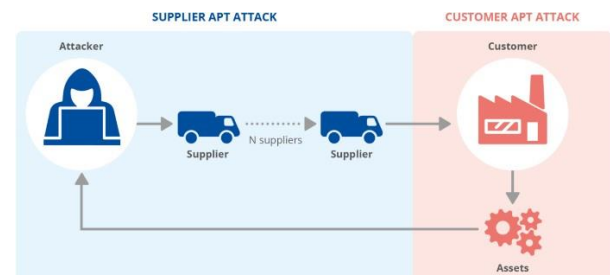 SUPPLIER APT ATTACK
CUSTOMER APT ATTACK
Attacker
Customer
N suppliers
Supplier
Supplier
Assets